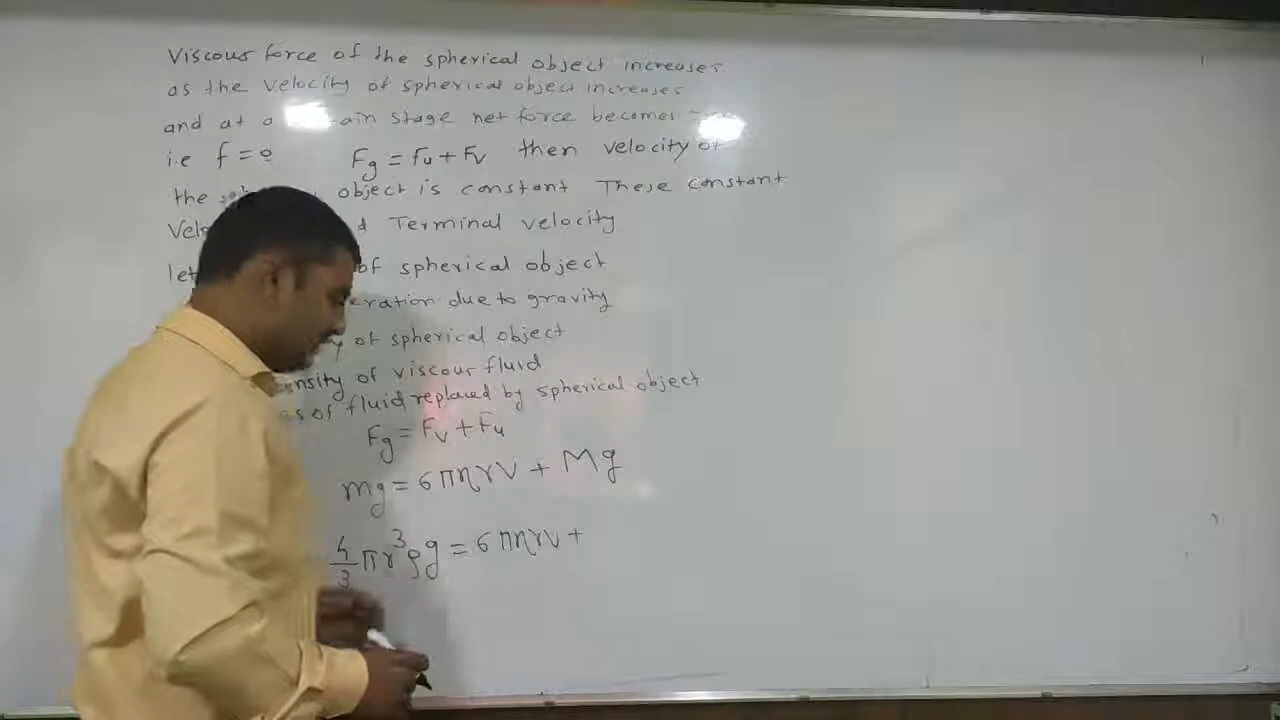 Viscous force of the spherical object increases
as the velocity of spherical object increases
and at a stage net force becomes
i.e f = 0 Fg = Fu + Fv then velocity of
the object is constant These constant
Terminal velocity
let of spherical object
due to gravity
of spherical object
of viscous fluid
of fluid replaced by spherical object
Fg = Fv + Fu
mg = 6πηrv + Mg
4/3 πr³ρg = 6πηrv +